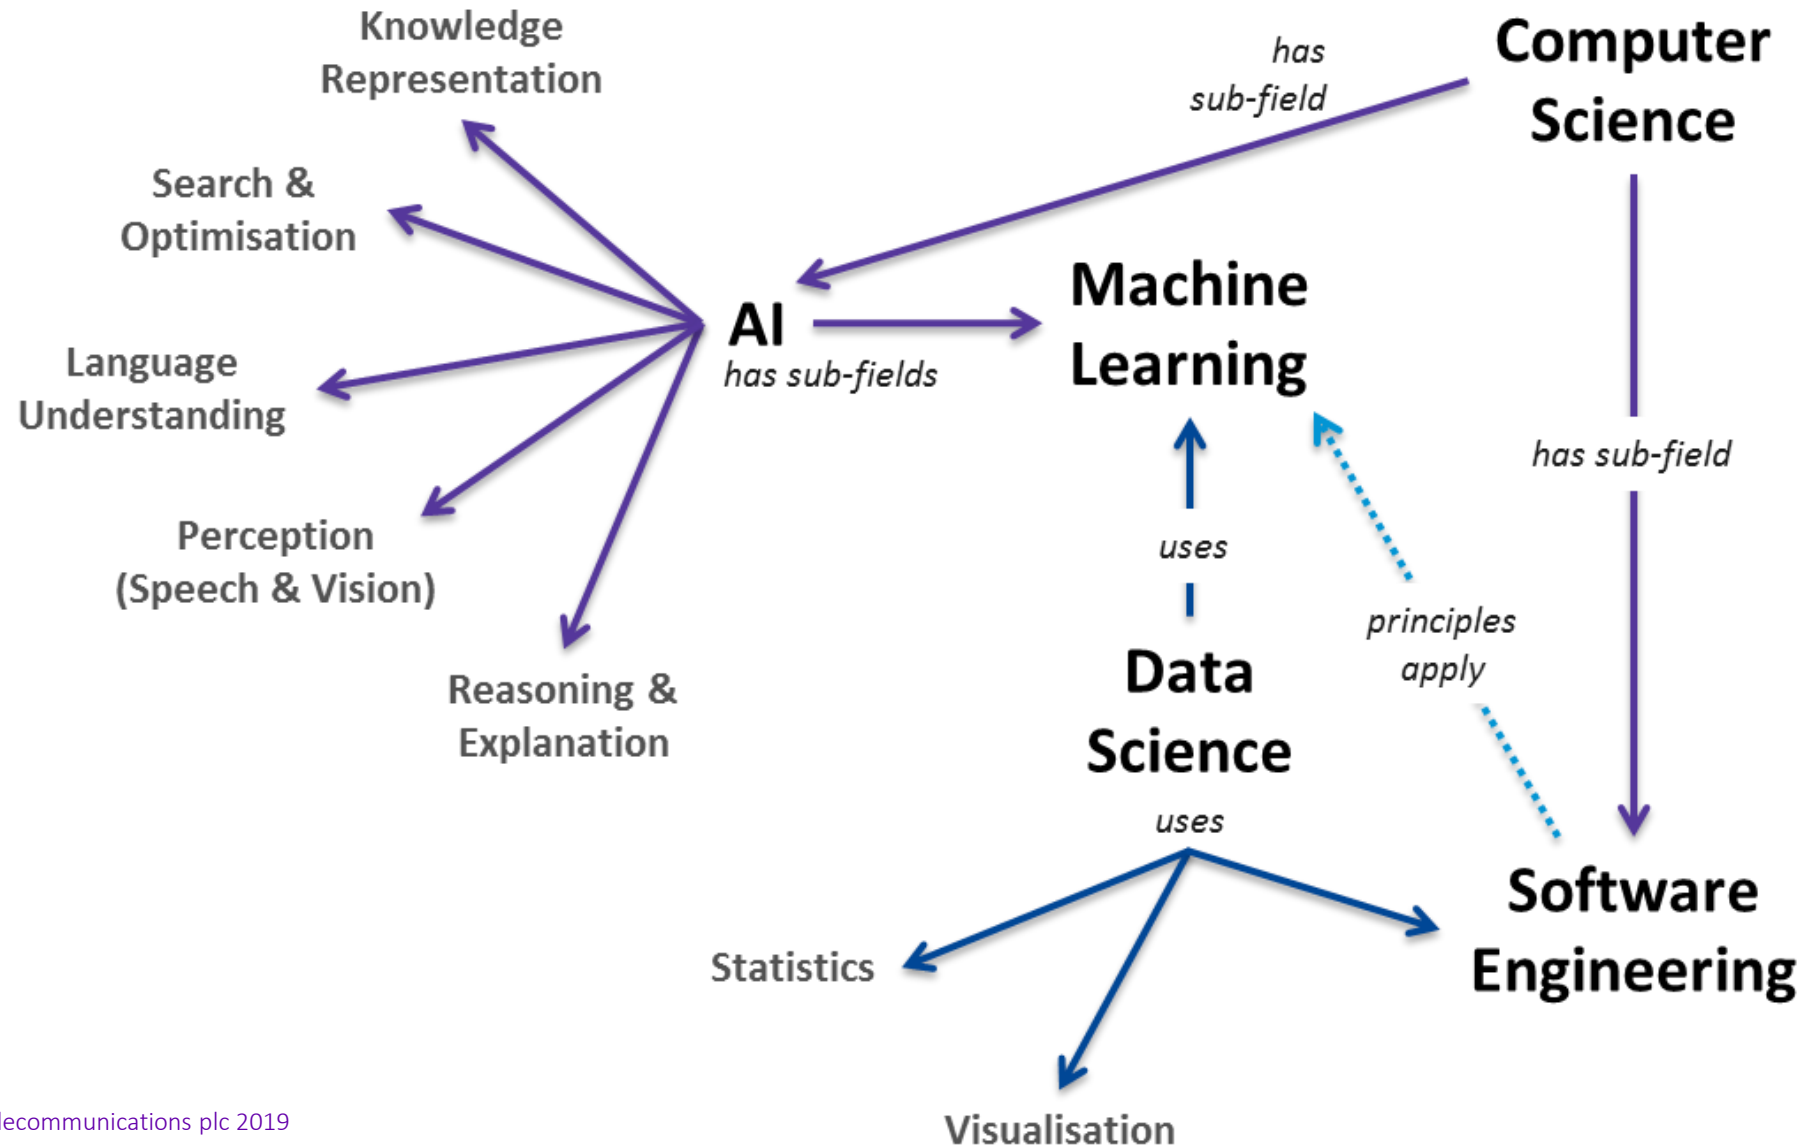 Knowledge
Representation
Search &
Optimisation
Language
Understanding
Perception
(Speech & Vision)
Reasoning &
Explanation
AI
has sub-fields
has
sub-field
Computer
Science
Machine
Learning
has sub-field
uses
principles
apply
Data
Science
uses
Software
Engineering
Statistics
Visualisation
plc 2019